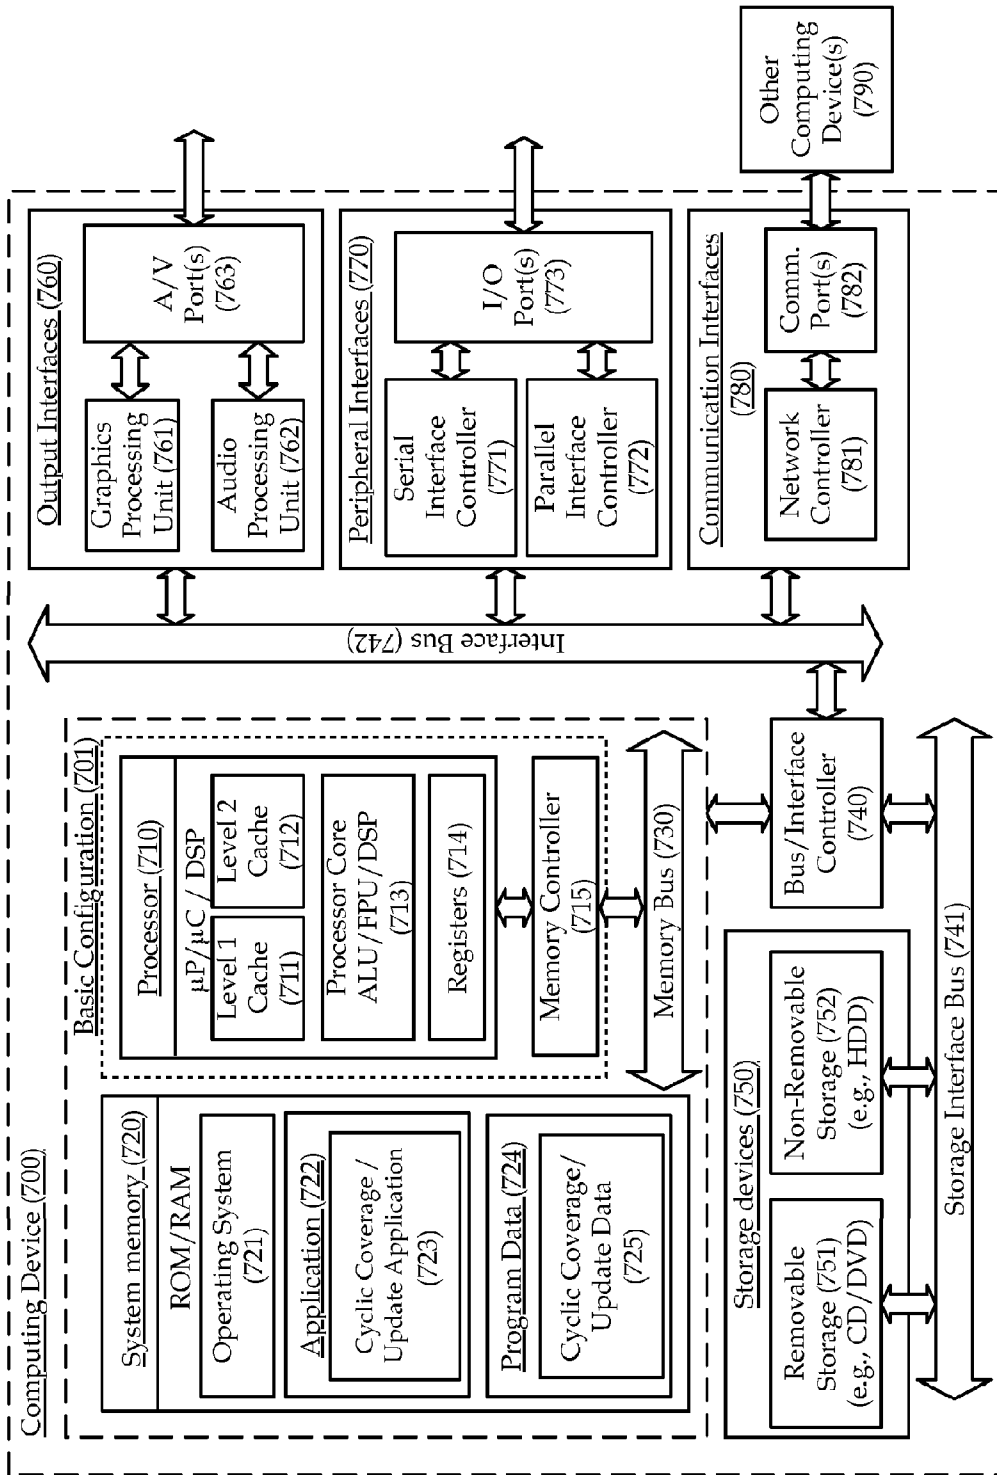 Computing Device (700)
Basic Configuration (701)
System memory (720)
ROM/RAM
Operating System
(721)
Application (722)
Cyclic Coverage /
Update Application
(723)
Program Data (724)
Cyclic Coverage/
Update Data
(725)
Processor (710)
µP/µC / DSP
Level 1
Cache
(711)
Level 2
Cache
(712)
Processor Core
ALU/FPU/DSP
(713)
Registers (714)
Memory Controller
(715)
Memory Bus (730)
Storage devices (750)
Removable
Storage (751)
(e.g., CD/DVD)
Non-Removable
Storage (752)
(e.g., HDD)
Bus/Interface
Controller
(740)
Storage Interface Bus (741)
Interface Bus (742)
Output Interfaces (760)
Graphics
Processing
Unit (761)
Audio
Processing
Unit (762)
A/V
Port(s)
(763)
Peripheral Interfaces (770)
Serial
Interface
Controller
(771)
Parallel
Interface
Controller
(772)
I/O
Port(s)
(773)
Communication Interfaces
(780)
Network
Controller
(781)
Comm.
Port(s)
(782)
Other
Computing
Device(s)
(790)